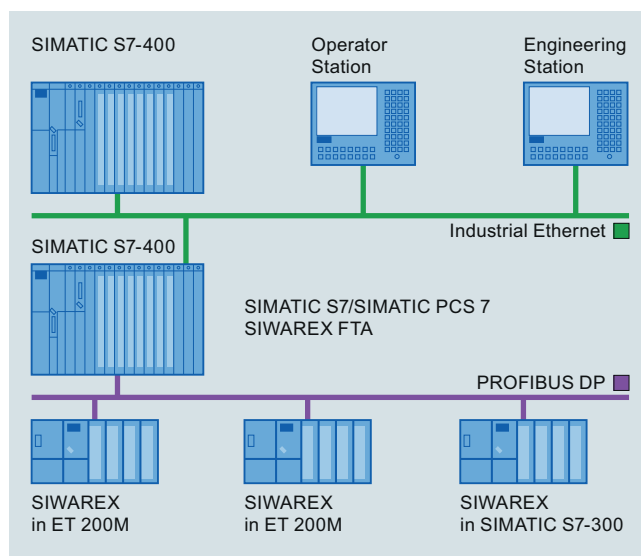 SIMATIC S7-400
Operator
Station
Engineering
Station
Industrial Ethernet
SIMATIC S7-400
SIMATIC S7/SIMATIC PCS 7
SIWAREX FTA
PROFIBUS DP
SIWAREX
in ET 200M
SIWAREX
in ET 200M
SIWAREX
in SIMATIC S7-300